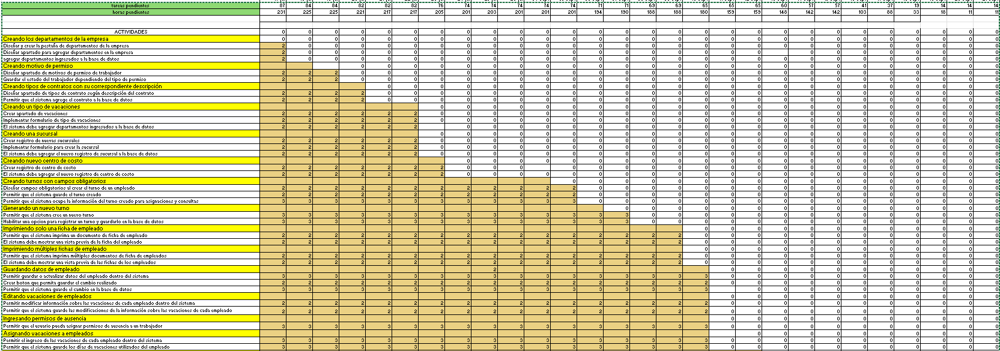 tareas pendientes 87 84 84 82 82 82 76 74 74 74 74 74 71 71 69 69 65 65 65 60 57 57 41 37 19 14 14 14
horas pendientes 231 225 225 221 217 217 205 201 203 201 201 201 194 190 188 188 180 159 159 148 142 142 103 88 33 18 11 11
ACTIVIDADES 0 0 0 0 0 0 0 0 0 0 0 0 0 0 0 0 0 0 0 0 0 0 0 0 0 0 0 0
Creando los departamentos de la empresa 0 0 0 0 0 0 0 0 0 0 0 0 0 0 0 0 0 0 0 0 0 0 0 0 0 0 0 0
Diseñar y crear la pestaña de departamentos de la empresa 2 0 0 0 0 0 0 0 0 0 0 0 0 0 0 0 0 0 0 0 0 0 0 0 0 0 0 0
Diseñar apartado para agregar departamentos en la empresa 2 0 0 0 0 0 0 0 0 0 0 0 0 0 0 0 0 0 0 0 0 0 0 0 0 0 0 0
agregar departamentos ingresados a la base de datos 2 0 0 0 0 0 0 0 0 0 0 0 0 0 0 0 0 0 0 0 0 0 0 0 0 0 0 0
Creando motivo de permiso 0 0 0 0 0 0 0 0 0 0 0 0 0 0 0 0 0 0 0 0 0 0 0 0 0
Diseñar apartado de motivos de permiso de trabajador 2 2 2 0 0 0 0 0 0 0 0 0 0 0 0 0 0 0 0 0 0 0 0 0 0 0 0 0
Guardar el estado del trabajador dependiendo del tipo de permiso 2 2 2 0 0 0 0 0 0 0 0 0 0 0 0 0 0 0 0 0 0 0 0 0 0 0 0 0
Creando tipos de contratos con su correspondiente descripción 0 0 0 0 0 0 0 0 0 0 0 0 0 0 0 0 0 0 0 0 0 0 0 0
Diseñar apartado de tipos de contrato según descripción del contrato 2 2 2 2 0 0 0 0 0 0 0 0 0 0 0 0 0 0 0 0 0 0 0 0 0 0 0 0
Permitir que el sistema agrege el contrato a la base de datos 2 2 2 2 0 0 0 0 0 0 0 0 0 0 0 0 0 0 0 0 0 0 0 0 0 0 0 0
Creando un tipo de vacaciones 0 0 0 0 0 0 0 0 0 0 0 0 0 0 0 0 0 0 0 0 0 0
Crear apartado de vacaciones 2 2 2 2 2 2 0 0 0 0 0 0 0 0 0 0 0 0 0 0 0 0 0 0 0 0 0 0
Implementar formulario de tipo de vacaciones 2 2 2 2 2 2 0 0 0 0 0 0 0 0 0 0 0 0 0 0 0 0 0 0 0 0 0 0
El sistema debe agregar departamentos ingresados a la base de datos 2 2 2 2 2 2 0 0 0 0 0 0 0 0 0 0 0 0 0 0 0 0 0 0 0 0 0
Creando una sucursal 0 0 0 0 0 0 0 0 0 0 0 0 0 0 0 0 0 0 0 0 0 0
Crear registro de nuevas sucursales 2 2 2 2 2 2 0 0 0 0 0 0 0 0 0 0 0 0 0 0 0 0 0 0 0 0 0 0
Implementar formulario para crear la sucursal 2 2 2 2 2 2 0 0 0 0 0 0 0 0 0 0 0 0 0 0 0 0 0 0 0 0 0 0
El sistema debe agregar el nuevo registro de sucursal a la base de datos 2 2 2 2 2 2 0 0 0 0 0 0 0 0 0 0 0 0 0 0 0 0 0 0 0 0 0 0
Creando nuevo centro de costo 0 0 0 0 0 0 0 0 0 0 0 0 0 0 0 0 0 0 0 0 0
Crear registro de centro de costo 2 2 2 2 2 2 2 0 0 0 0 0 0 0 0 0 0 0 0 0 0 0 0 0 0 0 0 0
El sistema debe agregar el nuevo registro de centro de costo 2 2 2 2 2 2 2 0 0 0 0 0 0 0 0 0 0 0 0 0 0 0 0 0 0 0 0 0
Creando turnos con campos obligatorios 0 0 0 0 0 0 0 0 0 0 0 0 0 0 0 0 0
Diseñar campos obligatorios al crear el turno de un empleado 2 2 2 2 2 2 2 2 2 2 2 2 0 0 0 0 0 0 0 0 0 0 0 0 0 0 0 0
Permitir que el sistema guarde el turno creado 2 2 2 2 2 2 2 2 2 2 2 2 0 0 0 0 0 0 0 0 0 0 0 0 0 0 0 0
Permitir que el sistema ocupe la información del turno creado para asignaciones y consultas 2 2 3 3 3 3 3 3 3 3 3 3 0 0 0 0 0 0 0 0 0 0 0 0 0 0 0 0
Generando un nuevo turno 0 0 0 0 0 0 0 0 0 0 0 0 0 0 0
Permitir que el sistema cree un nuevo turno 3 3 3 3 3 3 3 3 3 3 3 3 3 3 0 0 0 0 0 0 0 0 0 0 0 0 0 0
Habilitar una opcion para registrar un turno y guardarlo en la base de datos 3 3 3 3 3 3 3 3 3 3 3 3 3 3 0 0 0 0 0 0 0 0 0 0 0 0 0 0
Imprimiendo solo una ficha de empleado 0 0 0 0 0 0 0 0 0 0 0 0
Permitir que el sistema imprima un documento de ficha de empleado 2 2 2 2 2 2 2 2 2 2 2 2 2 2 2 2 0 0 0 0 0 0 0 0 0 0 0 0
El sistema debe mostrar una vista previa de la ficha del empleado 2 2 2 2 2 2 2 2 2 2 2 2 2 2 2 2 0 0 0 0 0 0 0 0 0 0 0 0
Imprimiendo múltiples fichas de empleado 0 0 0 0 0 0 0 0 0 0 0 0
Permitir que el sistema imprima múltiples documentos de ficha de empleados 2 2 2 2 2 2 2 2 2 2 2 2 2 2 2 2 0 0 0 0 0 0 0 0 0 0 0 0
El sistema debe mostrar una vista previa de las fichas de los empleados 2 2 2 2 2 2 2 2 2 2 2 2 2 2 2 2 0 0 0 0 0 0 0 0 0 0 0 0
Guardando datos de empleado 2 0 0 0 0 0 0 0 0 0 0 0
Permitir guardar o actualizar datos del empleado dentro del sistema 3 3 3 3 3 3 3 3 3 3 3 3 3 3 3 3 3 0 0 0 0 0 0 0 0 0 0 0
Crear boton que permita gaurdar el cambio realizado 2 2 2 2 2 2 2 2 2 2 2 2 2 2 2 2 2 0 0 0 0 0 0 0 0 0 0 0
Permitir que el sistema guarde el cambio en la base de datos 3 3 3 3 3 3 3 3 3 3 3 3 3 3 3 3 3 0 0 0 0 0 0 0 0 0 0 0
Editando vacaciones de empleados 0 0 0 0 0 0 0 0 0 0 0
Permitir modificar información sobre las vacaciones de cada empleado dentro del sistema 2 2 2 2 2 2 2 2 2 2 2 2 2 2 2 2 2 0 0 0 0 0 0 0 0 0 0 0
Permitir que el sistema guarde las modificaciones de la información sobre las vacaciones de cada empleado 2 2 2 2 2 2 2 2 2 2 2 2 2 2 2 2 2 0 0 0 0 0 0 0 0 0 0 0
Ingresando permisos de ausencia 0 0 0 0 0 0 0 0 0 0 0
Permitir que el usuario pueda asignar permisos de ausencia a un trabajador 3 3 3 3 3 3 3 3 3 3 3 3 3 3 3 3 3 0 0 0 0 0 0 0 0 0 0 0
Asignando vacaciones a empleados 0 0 0 0 0 0 0 0 0 0
Permitir el ingreso de las vacaciones de cada empleado dentro del sistema 3 3 3 3 3 3 3 3 3 3 3 3 3 3 3 3 3 0 0 0 0 0 0 0 0 0 0 0
Permitir que el sistema guarde los días de vacaciones utilizados del empleado 3 3 3 3 3 3 3 3 3 3 3 3 3 3 3 3 3 0 0 0 0 0 0 0 0 0 0 0